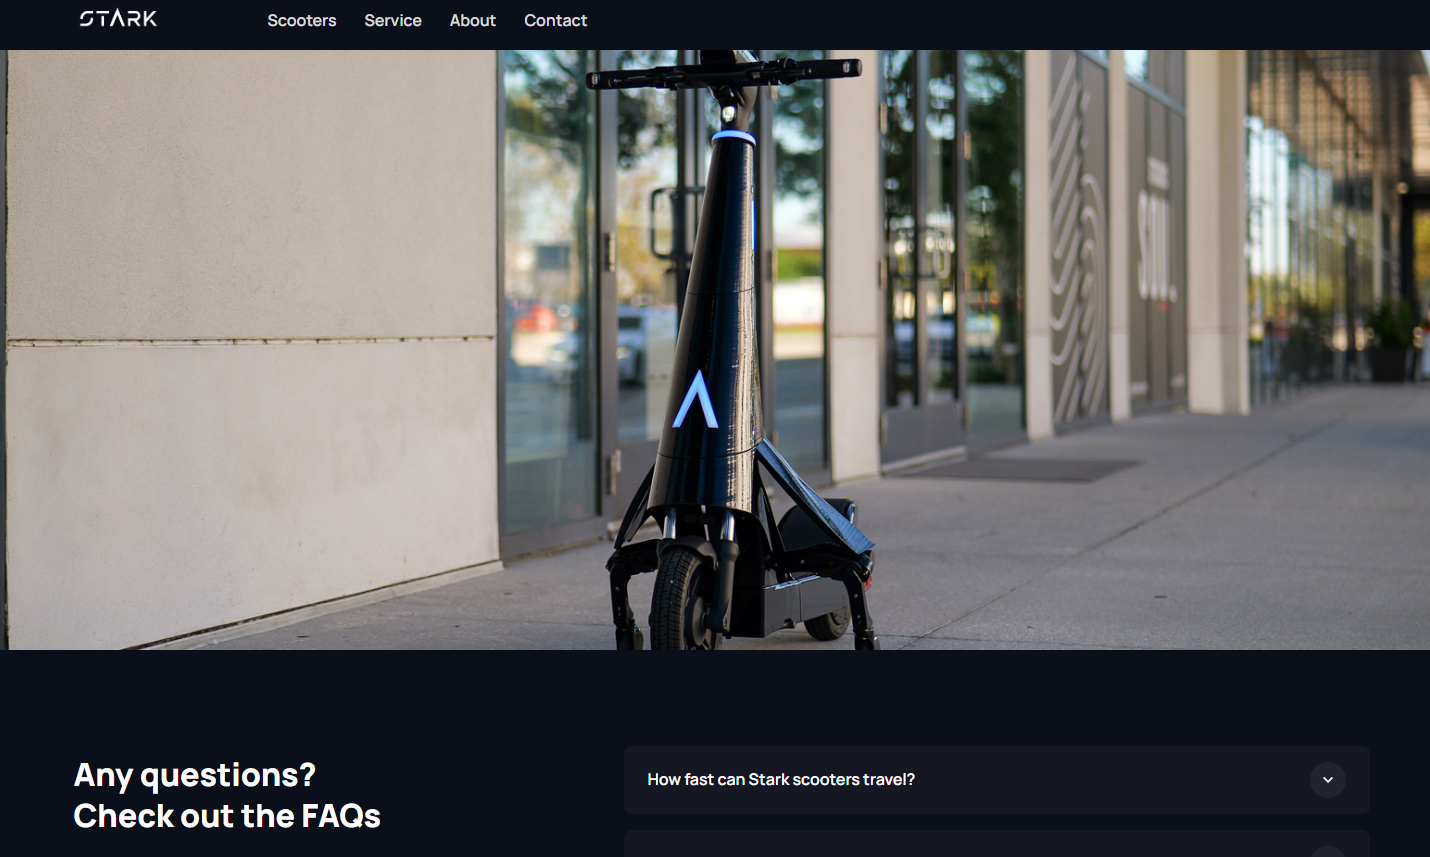 STARK
Scooters
Service
About
Contact
Any questions?
Check out the FAQs
How fast can Stark scooters travel?